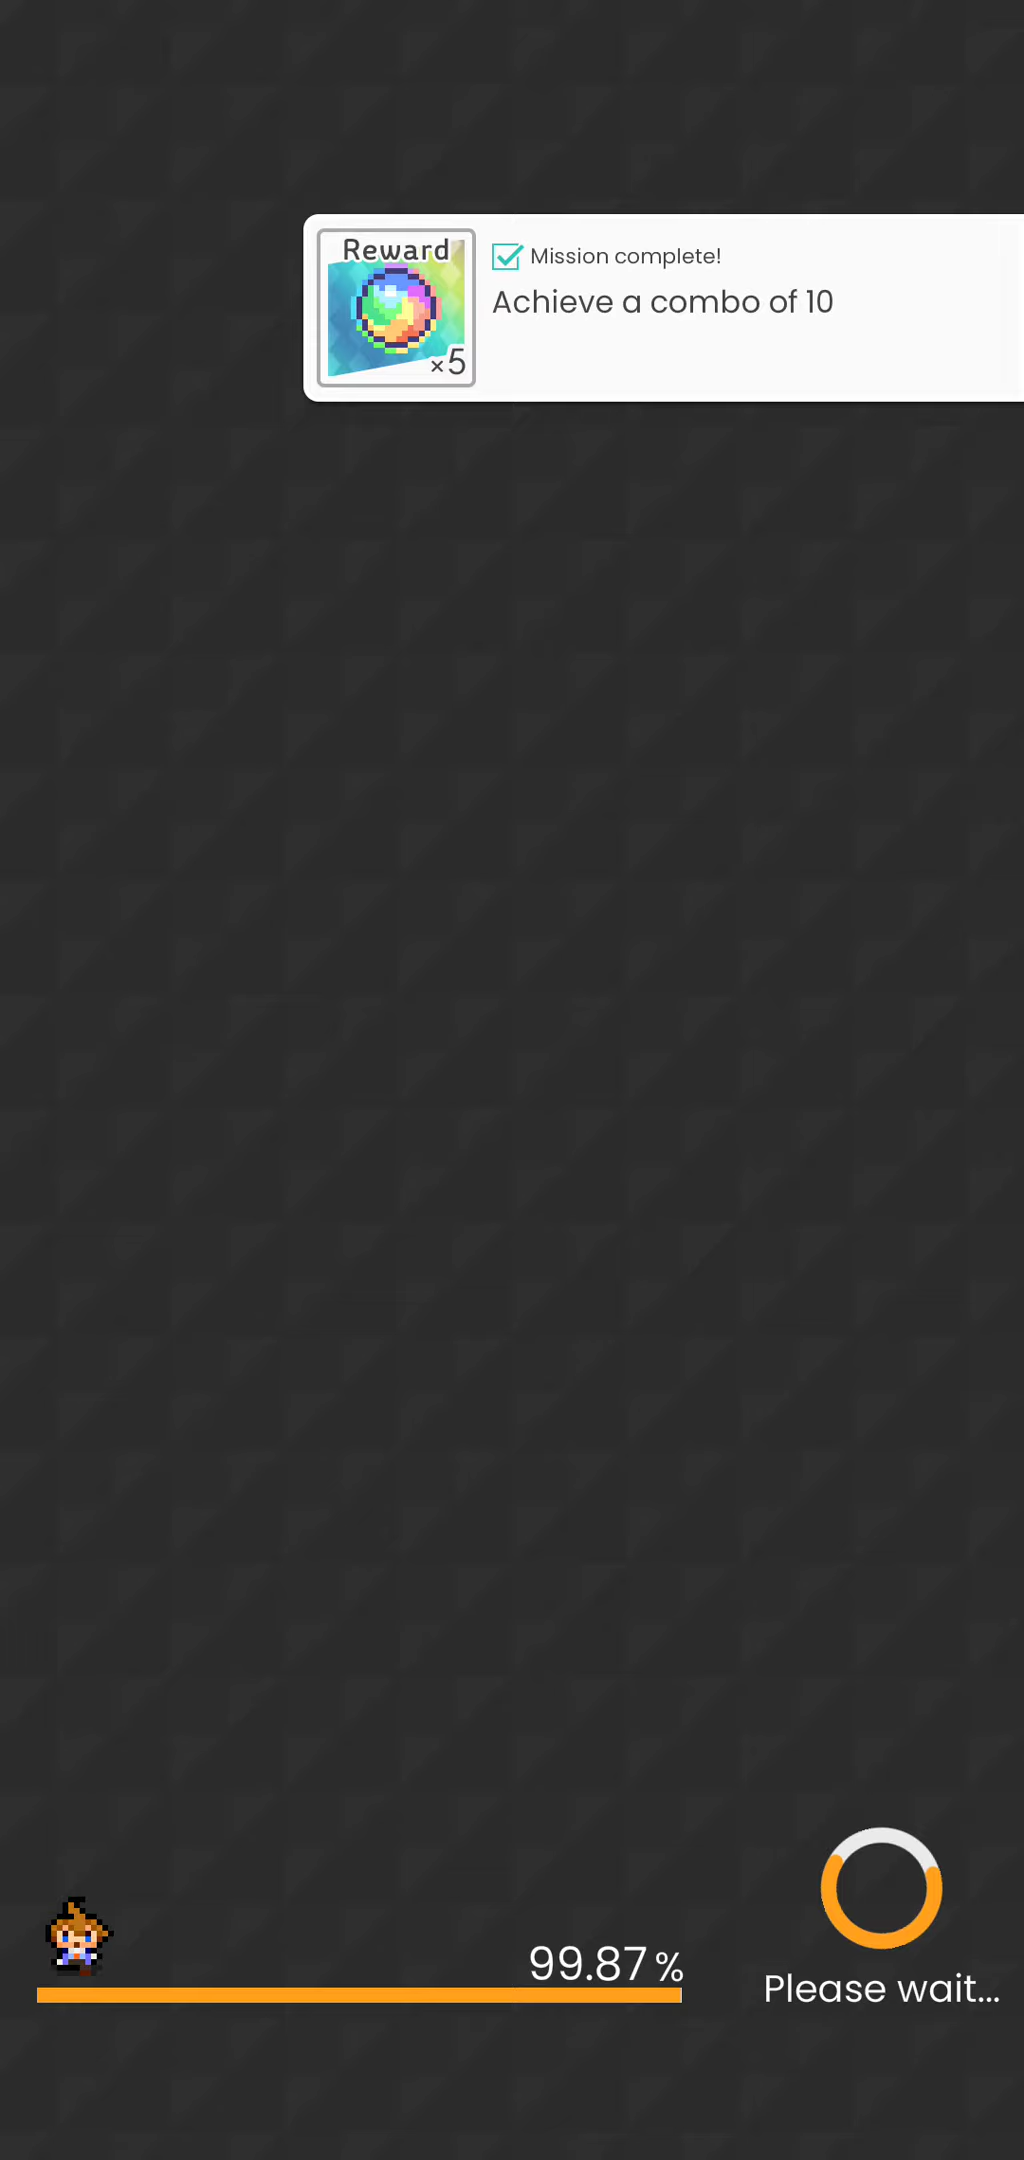 Reward
×5
Mission complete!
Achieve a combo of 10
99.87 %
Please wait...